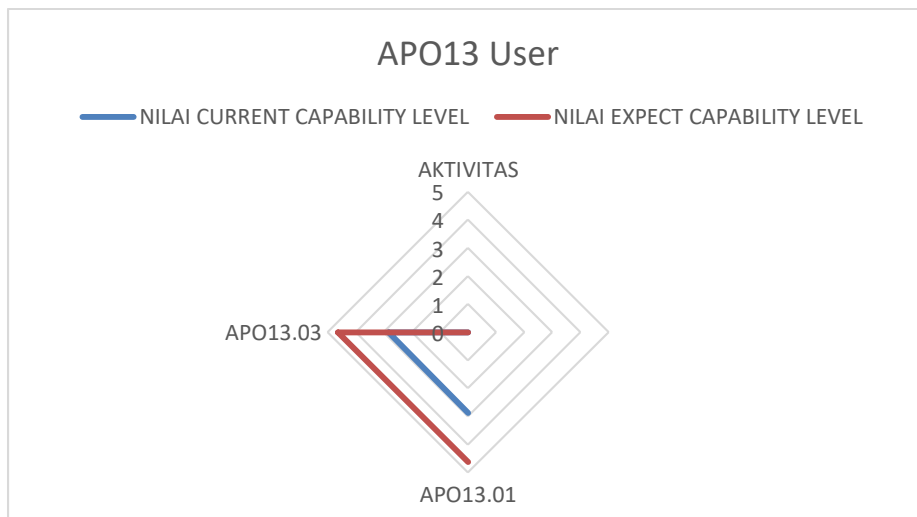 APO13 User
NILAI CURRENT CAPABILITY LEVEL NILAI EXPECT CAPABILITY LEVEL
AKTIVITAS
5
4
3
2
1
0
APO13.03
APO13.01